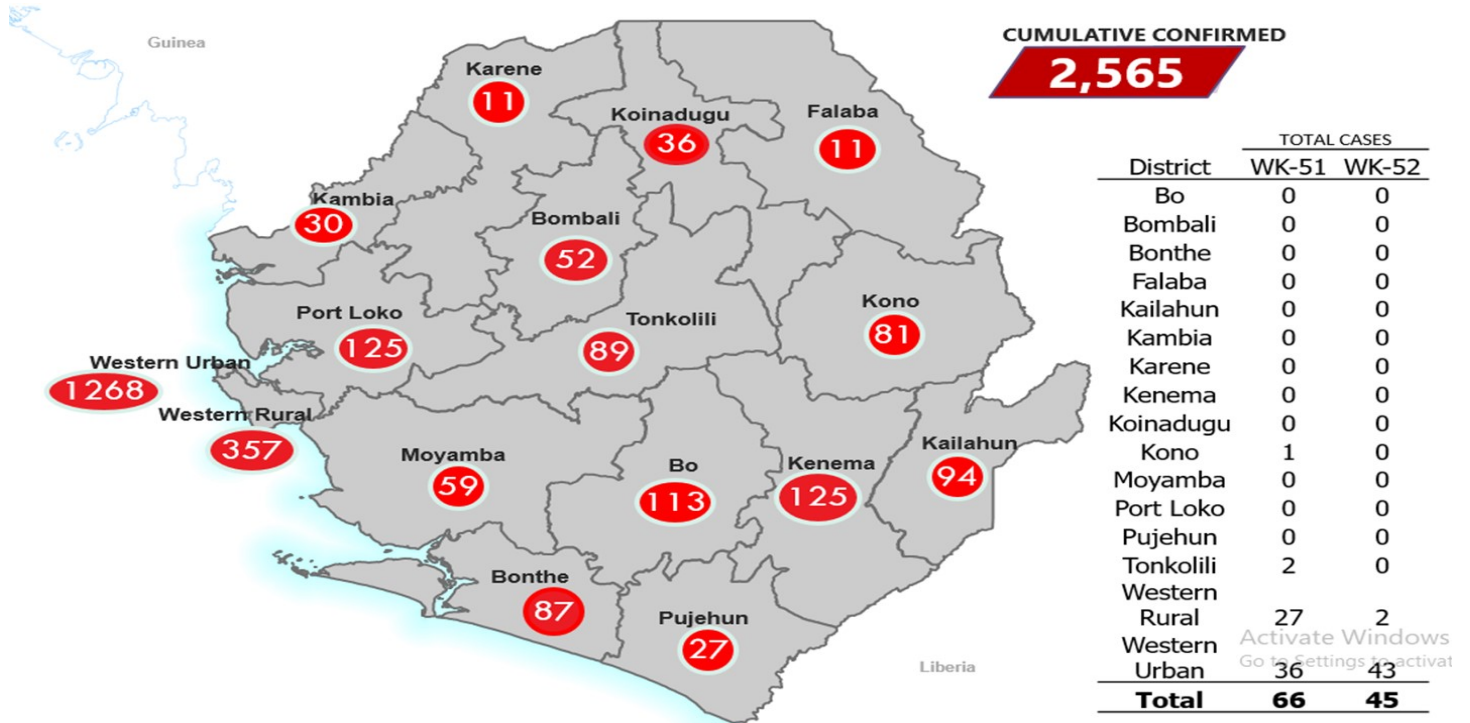 Guinea
CUMULATIVE CONFIRMED
2,565
Karene
11
Koinadugu
36
Falaba
11
Kambia
30
Bombali
52
Port Loko
125
Tonkolili
89
Kono
81
Western Urban
1268
Western Rural
357
Moyamba
59
Bo
113
Kenema
125
Kailahun
94
Bonthe
87
Pujehun
27
Liberia
TOTAL CASES
District WK-51 WK-52
Bo 0 0
Bombali 0 0
Bonthe 0 0
Falaba 0 0
Kailahun 0 0
Kambia 0 0
Karene 0 0
Kenema 0 0
Koinadugu 0 0
Kono 1 0
Moyamba 0 0
Port Loko 0 0
Pujehun 0 0
Tonkolili 2 0
Western
Rural 27 2
Western
Urban 36 43
Total 66 45
Activate Windows
Go to Settings to activat